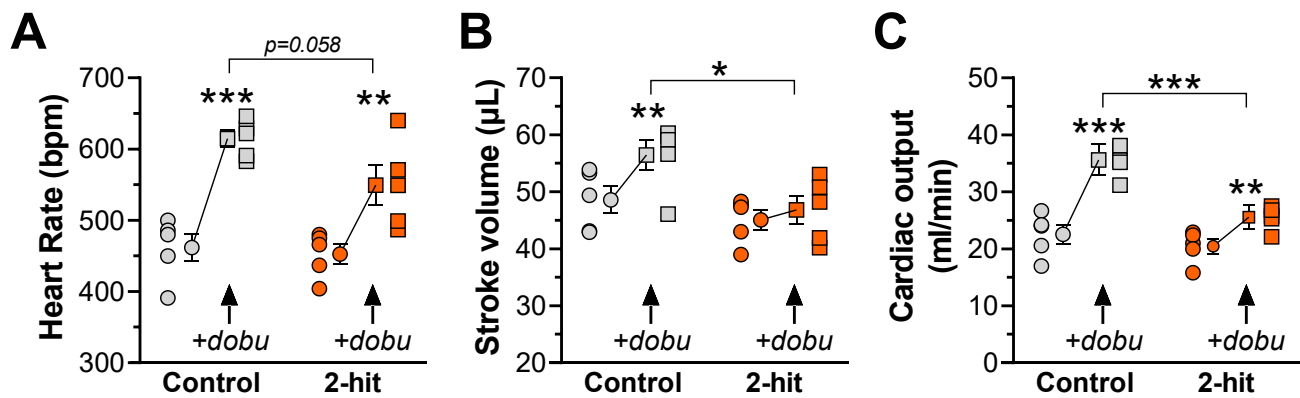 A
Heart Rate (bpm)
700
600
500
400
300
p=0.058
***
**
+dobu
+dobu
Control
2-hit
B
Stroke volume (µL)
70
60
50
40
30
20
*
**
+dobu
+dobu
Control
2-hit
C
Cardiac output
(ml/min)
50
40
30
20
10
0
***
***
**
+dobu
+dobu
Control
2-hit